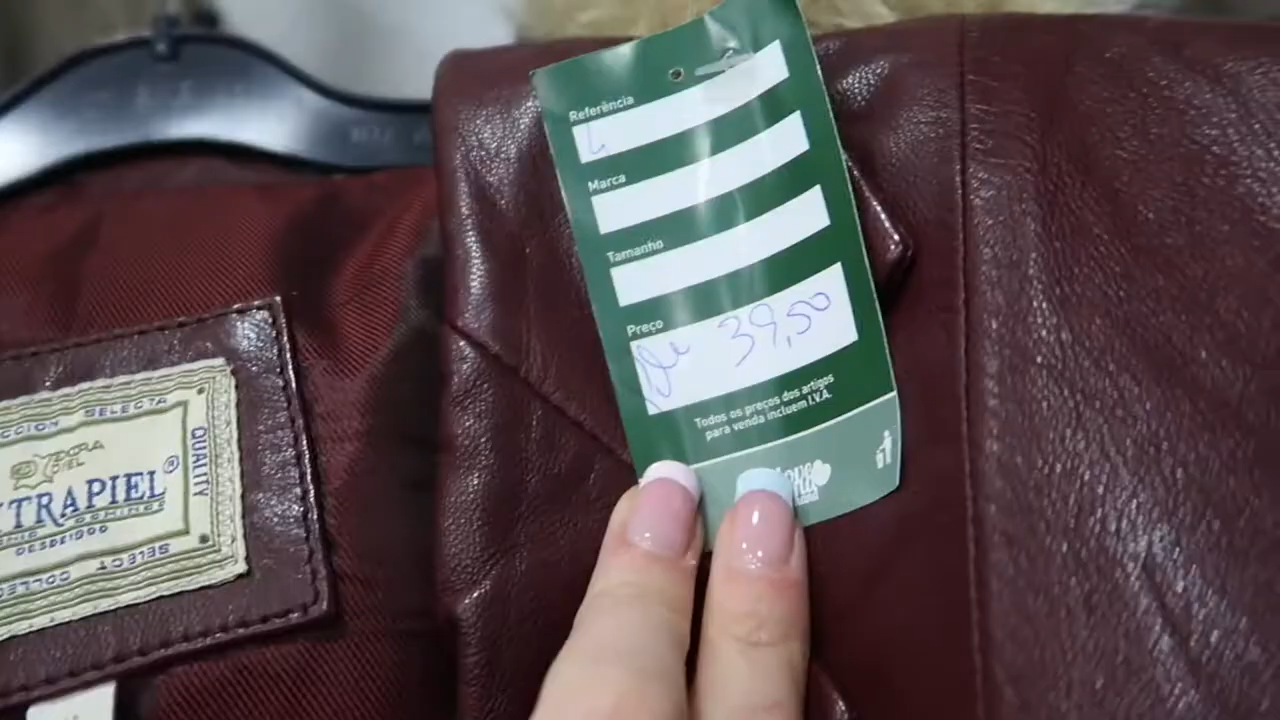 Referência
L
Marca
Tamanho
Preço
39,50
Todos os preços dos artigos
para venda incluem I.V.A.
SELECTA
QUALITY
TRAPIEL®
DOMINGO
DESDE 1900
SELECT